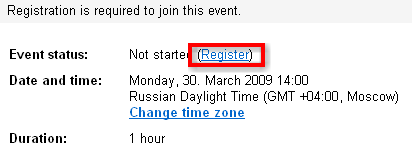 Registration is required to join this event.
Event status: Not started (Register)
Date and time: Monday, 30. March 2009 14:00
Russian Daylight Time (GMT +04:00, Moscow)
Change time zone
Duration: 1 hour